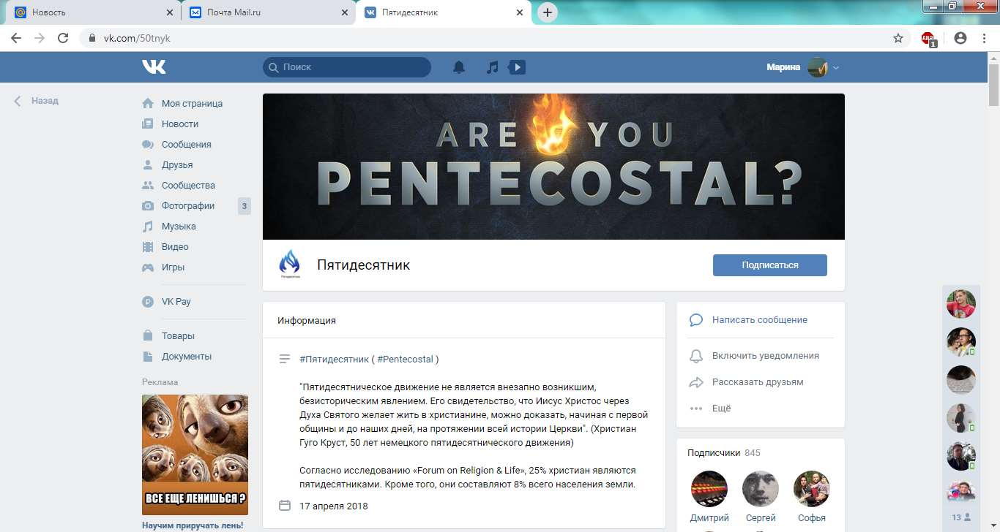 Новость
Почта Mail.ru
Пятидесятник
vk.com/50tnyk
ABP
1
Поиск
Марина
Назад
Моя страница
Новости
Сообщения
Друзья
Сообщества
Фотографии 3
Музыка
Видео
Игры
VK Pay
Товары
Документы
Реклама
ВСЕ ЕЩЕ ЛЕНИШЬСЯ ?
Научим приручать лень!
ARE YOU
PENTECOSTAL?
Пятидесятник
Пятидесятник
Подписаться
Информация
#Пятидесятник ( #Pentecostal )
"Пятидесятническое движение не является внезапно возникшим,
безисторическим явлением. Его свидетельство, что Иисус Христос через
Духа Святого желает жить в христианине, можно доказать, начиная с первой
общины и до наших дней, на протяжении всей истории Церкви". (Христиан
Гуго Круст, 50 лет немецкого пятидесятнического движения)
Согласно исследованию «Forum on Religion & Life», 25% христиан являются
пятидесятниками. Кроме того, они составляют 8% всего населения земли.
17 апреля 2018
Написать сообщение
Включить уведомления
Рассказать друзьям
Ещё
Подписчики 845
Дмитрий
Сергей
Софья
13